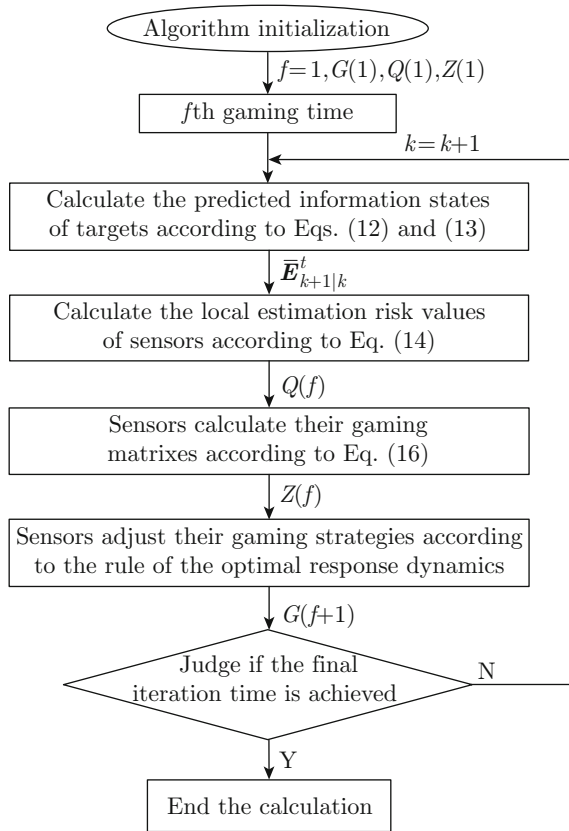 Algorithm initialization
f=1, G(1), Q(1), Z(1)
fth gaming time
k=k+1
Calculate the predicted information states
of targets according to Eqs. (12) and (13)
Ē^t_{k+1|k}
Calculate the local estimation risk values
of sensors according to Eq. (14)
Q(f)
Sensors calculate their gaming
matrixes according to Eq. (16)
Z(f)
Sensors adjust their gaming strategies according
to the rule of the optimal response dynamics
G(f+1)
Judge if the final
iteration time is achieved
N
Y
End the calculation